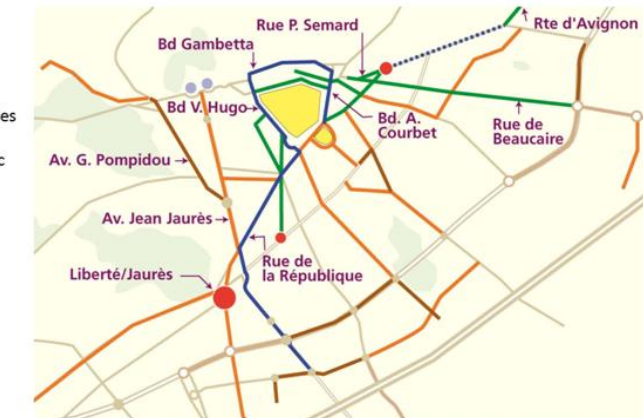 Rue P. Semard
Rte d'Avignon
Bd Gambetta
es
Bd V. Hugo
Bd. A.
Courbet
Rue de
Beaucaire
c
Av. G. Pompidou
Av. Jean Jaurès
Rue de
la République
Liberté/Jaurès